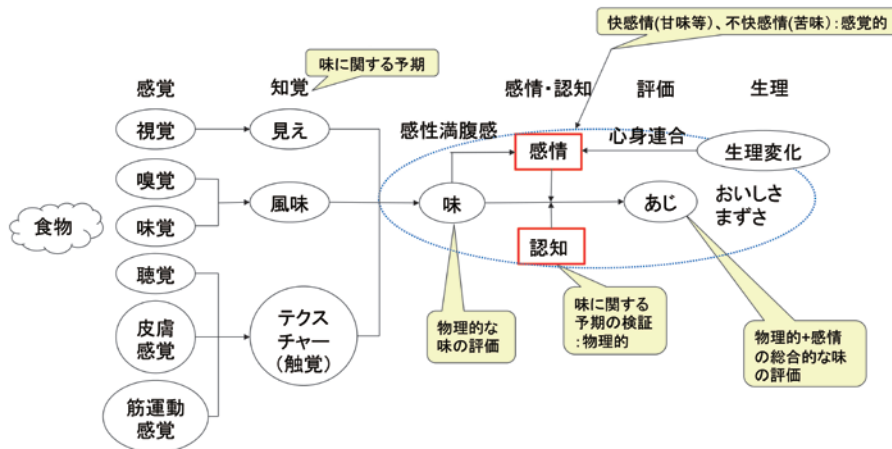 快感情(甘味等)、不快感情(苦味):感覚的
味に関する予期
感覚
知覚
感情・認知
評価
生理
視覚
見え
感性満腹感
感情
心身連合
生理変化
嗅覚
味覚
風味
味
あじ
おいしさ
まずさ
食物
認知
聴覚
皮膚
感覚
筋運動
感覚
テクス
チャー
(触覚)
物理的な
味の評価
味に関する
予期の検証
:物理的
物理的+感情
の総合的な味
の評価